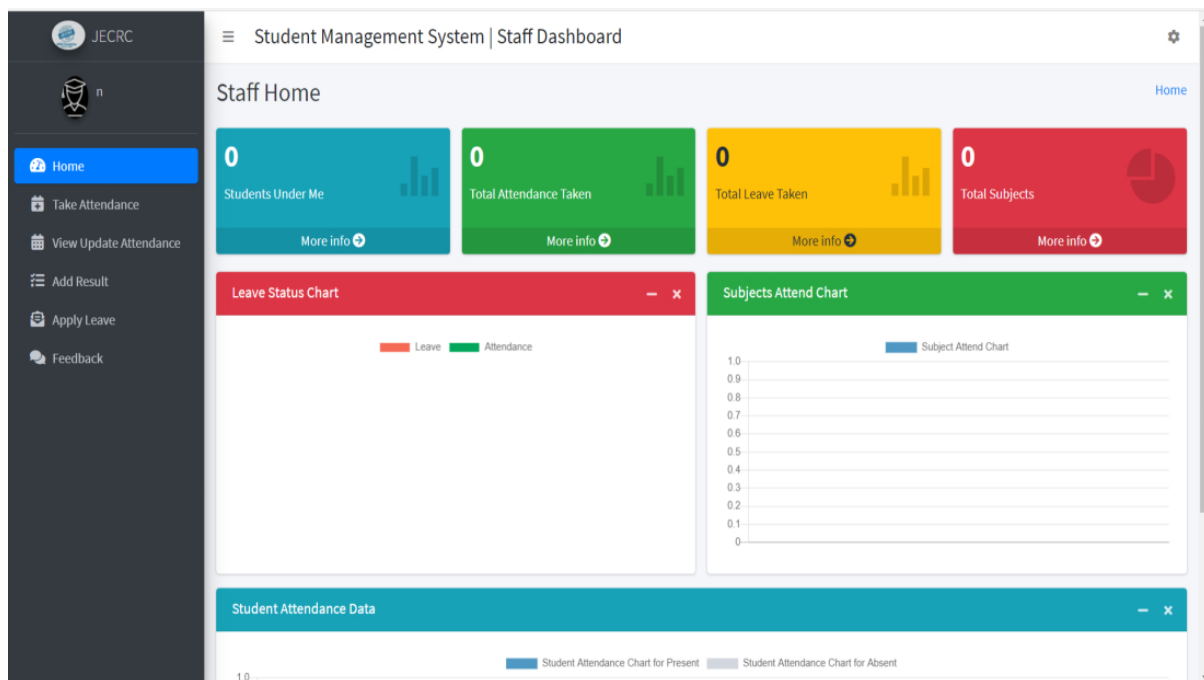 JECRC
Student Management System | Staff Dashboard
n
Staff Home
Home
Home
Take Attendance
View Update Attendance
Add Result
Apply Leave
Feedback
0
Students Under Me
More info
0
Total Attendance Taken
More info
0
Total Leave Taken
More info
0
Total Subjects
More info
Leave Status Chart
Leave
Attendance
Subjects Attend Chart
Subject Attend Chart
1.0
0.9
0.8
0.7
0.6
0.5
0.4
0.3
0.2
0.1
0
Student Attendance Data
Student Attendance Chart for Present
Student Attendance Chart for Absent
1.0